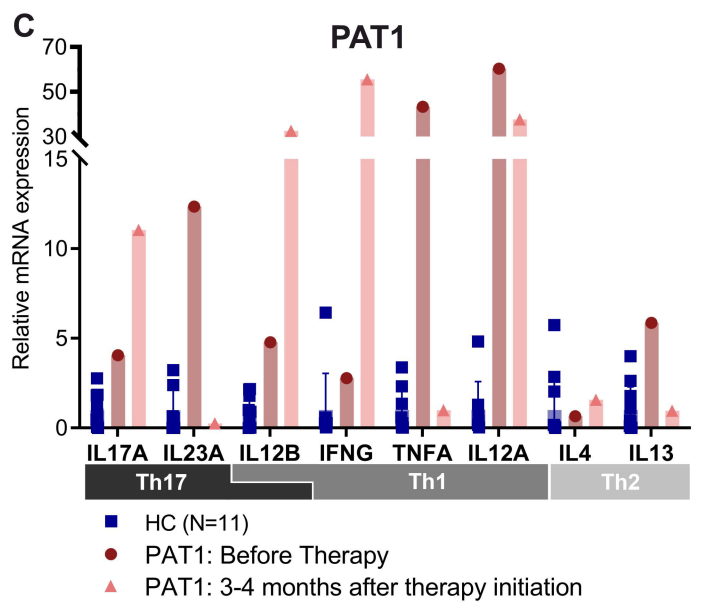 C
PAT1
Relative mRNA expression
70
50
30
15
10
5
0
IL17A IL23A IL12B IFNG TNFA IL12A IL4 IL13
Th17 Th1 Th2
HC (N=11)
PAT1: Before Therapy
PAT1: 3-4 months after therapy initiation